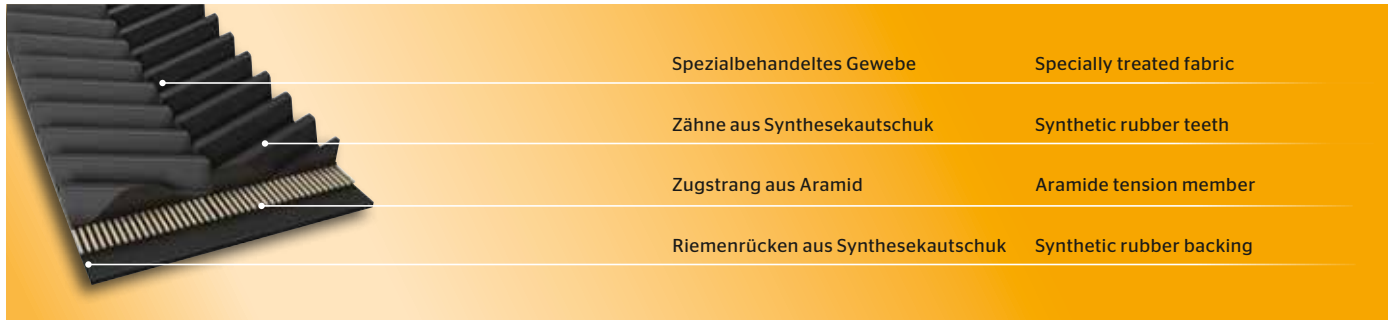 Spezialbehandeltes Gewebe Specially treated fabric
Zähne aus Synthesekautschuk Synthetic rubber teeth
Zugstrang aus Aramid Aramide tension member
Riemenrücken aus Synthesekautschuk Synthetic rubber backing